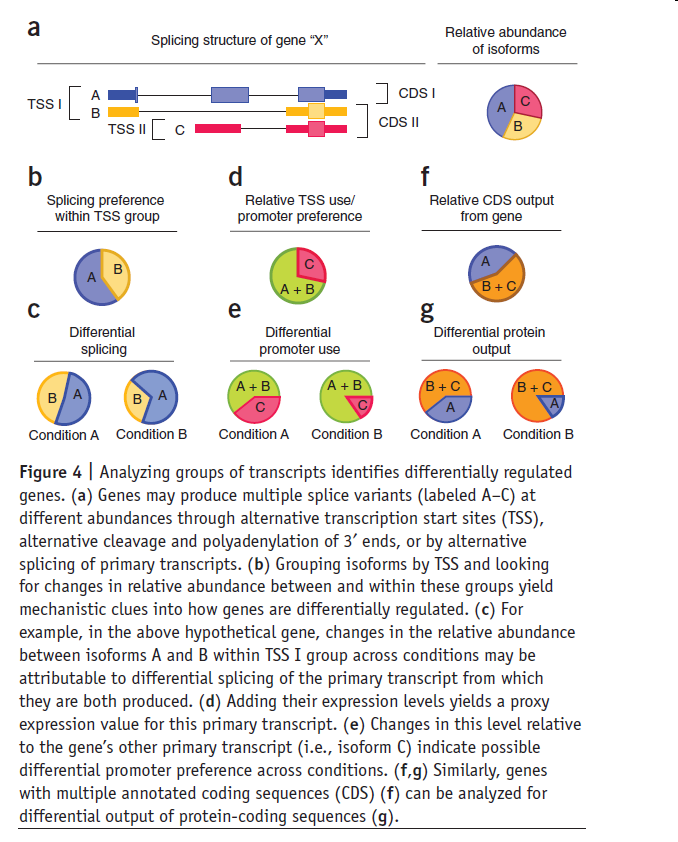 a
Splicing structure of gene “X”
Relative abundance
of isoforms
TSS I
A
B
TSS II
C
CDS I
CDS II
A
C
B
b
Splicing preference
within TSS group
A
B
d
Relative TSS use/
promoter preference
C
A + B
f
Relative CDS output
from gene
A
B + C
c
Differential
splicing
B
A
B
A
Condition A
Condition B
e
Differential
promoter use
A + B
C
A + B
C
Condition A
Condition B
g
Differential protein
output
B + C
A
B + C
A
Condition A
Condition B
Figure 4 | Analyzing groups of transcripts identifies differentially regulated
genes. (a) Genes may produce multiple splice variants (labeled A–C) at
different abundances through alternative transcription start sites (TSS),
alternative cleavage and polyadenylation of 3′ ends, or by alternative
splicing of primary transcripts. (b) Grouping isoforms by TSS and looking
for changes in relative abundance between and within these groups yield
mechanistic clues into how genes are differentially regulated. (c) For
example, in the above hypothetical gene, changes in the relative abundance
between isoforms A and B within TSS I group across conditions may be
attributable to differential splicing of the primary transcript from which
they are both produced. (d) Adding their expression levels yields a proxy
expression value for this primary transcript. (e) Changes in this level relative
to the gene’s other primary transcript (i.e., isoform C) indicate possible
differential promoter preference across conditions. (f,g) Similarly, genes
with multiple annotated coding sequences (CDS) (f) can be analyzed for
differential output of protein-coding sequences (g).